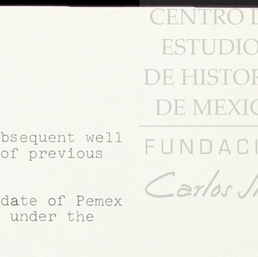 CENTRO D
ESTUDIO
DE HISTOR
DE MEXIC
FUNDACI
Carlos
bsequent well
of previous
date of Pemex
under the